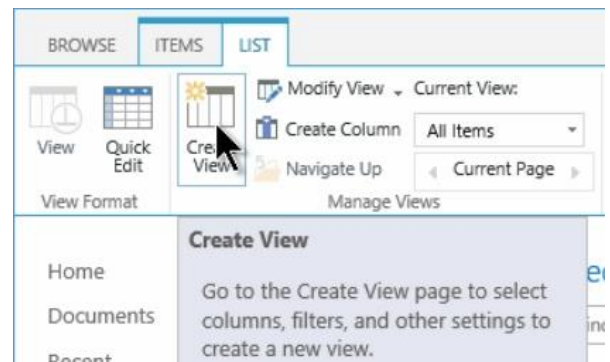 BROWSE ITEMS LIST
Modify View Current View:
Create Column All Items
View Quick Edit View Navigate Up Current Page
View Format Manage Views
Create View
Home Go to the Create View page to select
Documents columns, filters, and other settings to
Recent create a new view.